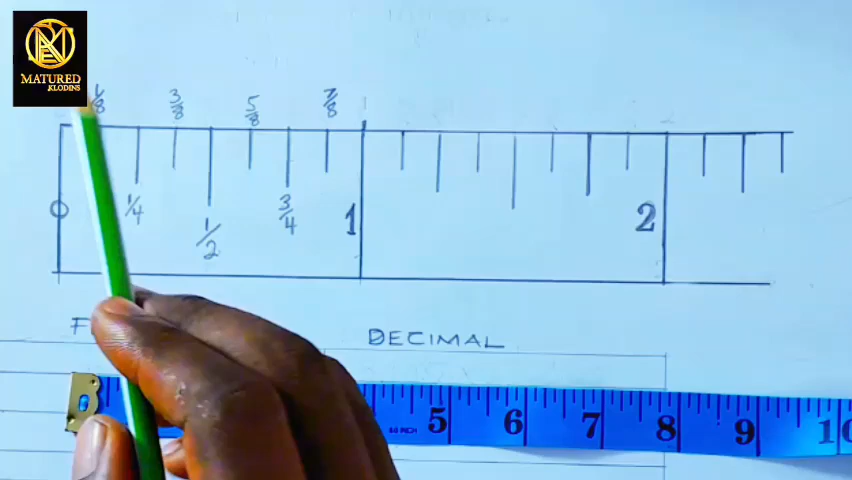 MATURED
KLODINS
1/8 3/8 5/8 7/8
0 1/4 1/2 3/4 1 2
DECIMAL
5 6 7 8 9 10